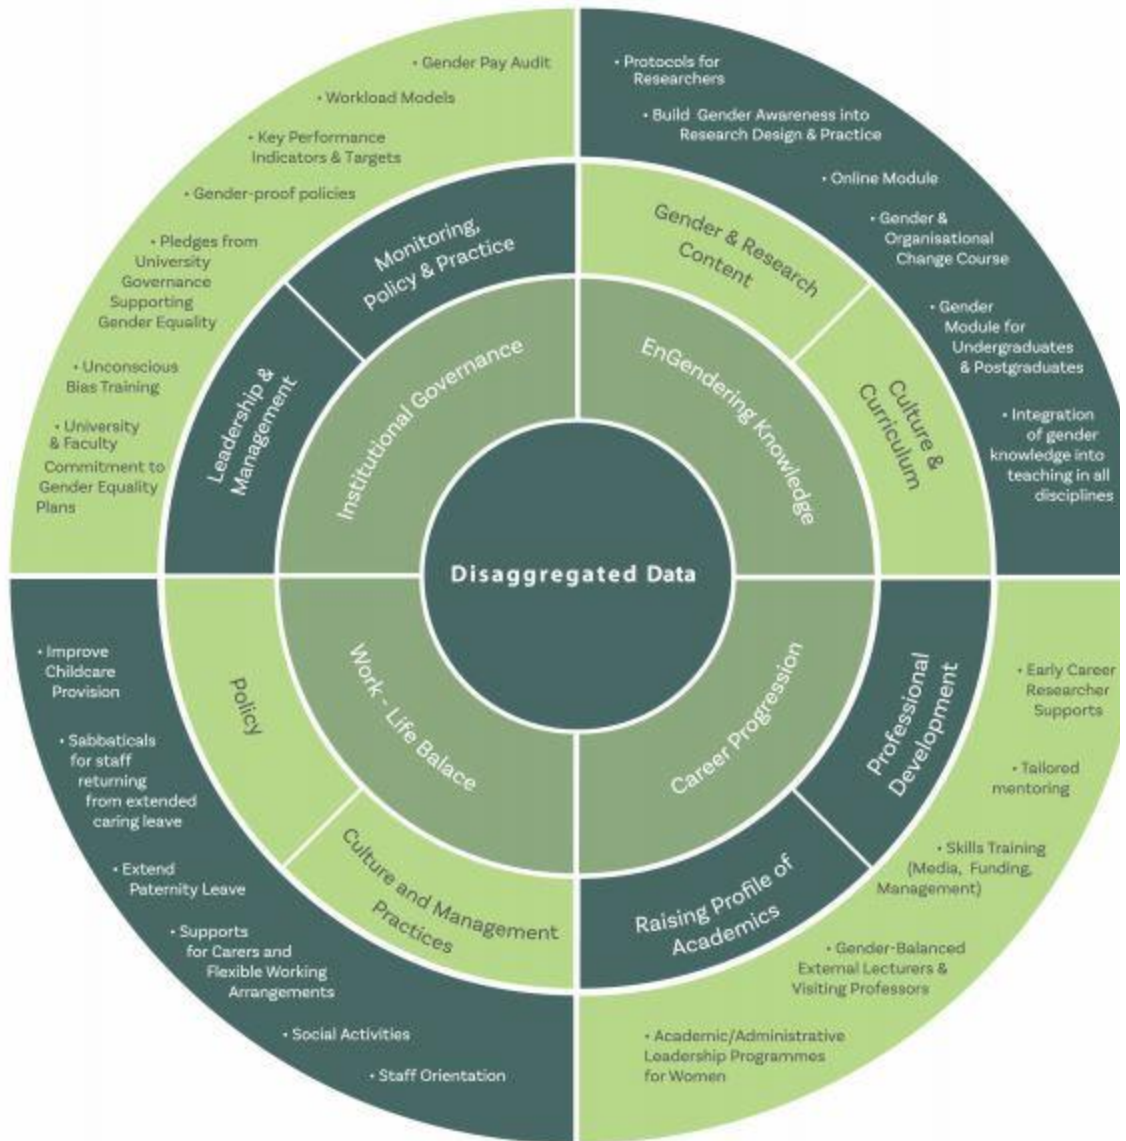 • Gender Pay Audit
• Workload Models
• Key Performance
Indicators & Targets
• Gender-proof policies
• Pledges from
University
Governance
Supporting
Gender Equality
• Unconscious
Bias Training
• University
& Faculty
Commitment to
Gender Equality
Plans
Monitoring,
Policy & Practice
Leadership &
Management
Institutional Governance
• Protocols for
Researchers
• Build Gender Awareness into
Research Design & Practice
• Online Module
• Gender &
Organisational
Change Course
• Gender
Module for
Undergraduates
& Postgraduates
• Integration
of gender
knowledge into
teaching in all
disciplines
Gender & Research
Content
Culture &
Curriculum
EnGendering Knowledge
Disaggregated Data
• Improve
Childcare
Provision
• Sabbaticals
for staff
returning
from extended
caring leave
• Extend
Paternity Leave
• Supports
for Carers and
Flexible Working
Arrangements
• Social Activities
• Staff Orientation
Policy
Culture and Management
Practices
Work - Life Balace
Career Progression
Professional
Development
Raising Profile of
Academics
• Early Career
Researcher
Supports
• Tailored
mentoring
• Skills Training
(Media, Funding,
Management)
• Gender-Balanced
External Lecturers &
Visiting Professors
• Academic/Administrative
Leadership Programmes
for Women